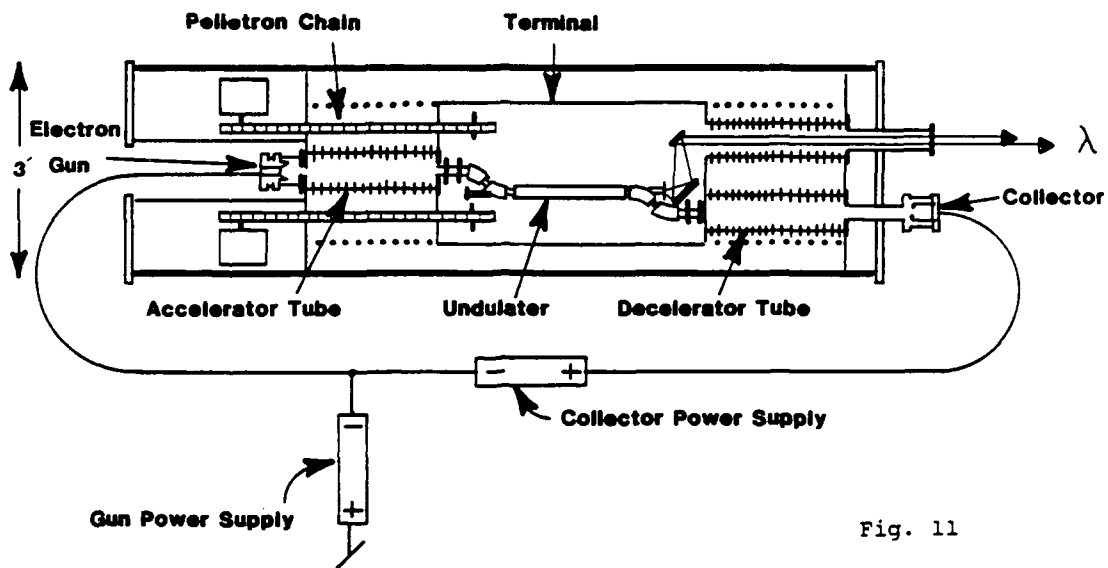 Pelletron Chain
Terminal
Electron
Gun
3'
λ
Collector
Accelerator Tube
Undulater
Decelerator Tube
−
+
Collector Power Supply
−
+
Gun Power Supply
Fig. 11